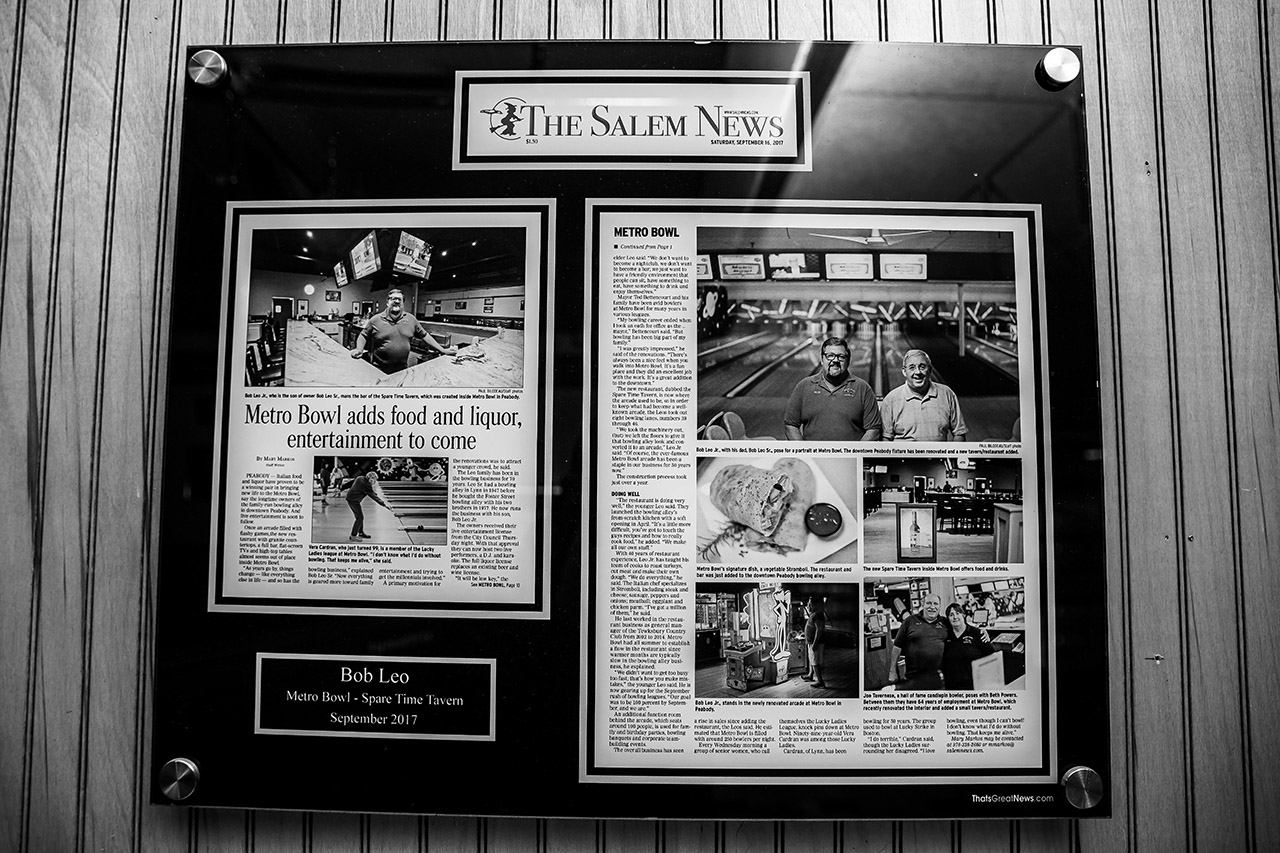 THE SALEM NEWS
$1.50
SATURDAY, SEPTEMBER 16, 2017
PAUL BILODEAU/Staff photos
Bob Leo Jr., who is the son of owner Bob Leo Sr., mans the bar of the Spare Time Tavern, which was created inside Metro Bowl in Peabody.
Metro Bowl adds food and liquor,
entertainment to come
BY MARY MARKOS
Staff Writer
PEABODY — Italian food
and liquor have proven to be
a winning pair in bringing
new life to the Metro Bowl,
say the longtime owners of
the family-run bowling alley
in downtown Peabody. And
live entertainment is soon to
follow.
Once an arcade filled with
flashy games, the new res-
taurant with granite coun-
tertops, a full bar, flat-screen
TVs and high-top tables
almost seems out of place
inside Metro Bowl.
"As years go by, things
change — like everything
else in life — and so has the
Vera Cardran, who just turned 99, is a member of the Lucky
Ladies league at Metro Bowl. "I don't know what I'd do without
bowling. That keeps me alive," she said.
bowling business," explained
Bob Leo Sr. "Now everything
is geared more toward family
entertainment and trying to
get the millennials involved."
A primary motivation for
the renovations was to attract
a younger crowd, he said.
The Leo family has been in
the bowling business for 70
years. Leo Sr. had a bowling
alley in Lynn in 1947 before
he bought the Foster Street
bowling alley with his two
brothers in 1977. He now runs
the business with his son,
Bob Leo Jr.
The owners received their
live entertainment license
from the City Council Thurs-
day night. With that approval
they can now host two live
performers, a D.J. and kara-
oke. The full liquor license
replaces an existing beer and
wine license.
"It will be low key," the
See METRO BOWL, Page 10
Bob Leo
Metro Bowl - Spare Time Tavern
September 2017
METRO BOWL
■ Continued from Page 1
elder Leo said. "We don't want to
become a nightclub, we don't want
to become a bar; we just want to
have a friendly environment that
people can sit, have something to
eat, have something to drink and
enjoy themselves."
Mayor Ted Bettencourt and his
family have been avid bowlers
at Metro Bowl for many years in
various leagues.
"My bowling career ended when
I took an oath for office as the
mayor," Bettencourt said. "But
bowling has been big part of my
family."
"I was greatly impressed," he
said of the renovations. "There's
always been a nice feel when you
walk into Metro Bowl. It's a fun
place and they did an excellent job
with the work. It's a great addition
to the downtown."
The new restaurant, dubbed the
Spare Time Tavern, is now where
the arcade used to be, so in order
to keep what had become a well-
known arcade, the Leos took out
eight bowling lanes, numbers 39
through 46.
"We took the machinery out,
(but) we left the floors to give it
that bowling alley look and con-
verted it to an arcade," Leo Jr.
said. "Of course, the ever-famous
Metro Bowl arcade has been a
staple in our business for 50 years
now."
The construction process took
just over a year.
DOING WELL
"The restaurant is doing very
well," the younger Leo said. They
launched the bowling alley's
from-scratch kitchen with a soft
opening in April. "It's a little more
difficult, you've got to teach the
guys recipes and how to really
cook food," he added. "We make
all our own stuff."
With 40 years of restaurant
experience, Leo Jr. has taught his
team of cooks to roast turkeys,
cut meat and make their own
dough. "We do everything," he
said. The Italian chef specializes
in Stromboli, including steak and
cheese, sausage, peppers and
onions; meatball; eggplant and
chicken parm. "I've got a million
of them," he said.
He last worked in the restau-
rant business as general man-
ager of the Tewksbury Country
Club from 2002 to 2014. Metro
Bowl had all summer to establish
a flow in the restaurant since
warmer months are typically
slow in the bowling alley busi-
ness, he explained.
"We didn't want to get too busy
too fast; that's how you make mis-
takes," the younger Leo said. He is
now gearing up for the September
rush of bowling leagues. "Our goal
was to be 100 percent by Septem-
ber, and we are."
An additional function room
behind the arcade, which seats
around 100 people, is used for fam-
ily and birthday parties, bowling
banquets and corporate team-
building events.
The overall business has seen
PAUL BILODEAU/Staff photo
Bob Leo Jr., with his dad, Bob Leo Sr., pose for a portrait at Metro Bowl. The downtown Peabody fixture has been renovated and a new tavern/restaurant added.
Metro Bowl's signature dish, a vegetable Stromboli. The restaurant and
bar was just added to the downtown Peabody bowling alley.
The new Spare Time Tavern inside Metro Bowl offers food and drinks.
Bob Leo Jr., stands in the newly renovated arcade at Metro Bowl in
Peabody.
Joe Tavernese, a hall of fame candlepin bowler, poses with Beth Powers.
Between them they have 64 years of employment at Metro Bowl, which
recently renovated the interior and added a small tavern/restaurant.
a rise in sales since adding the
restaurant, the Leos said. He esti-
mated that Metro Bowl is filled
with around 250 bowlers per night.
Every Wednesday morning a
group of senior women, who call
themselves the Lucky Ladies
League, knock pins down at Metro
Bowl. Ninety-nine-year-old Vera
Cardran was among those Lucky
Ladies.
Cardran, of Lynn, has been
bowling for 50 years. The group
used to bowl at Lucky Strike in
Boston.
"I do terrible," Cardran said,
though the Lucky Ladies sur-
rounding her disagreed. "I love
bowling, even though I can't bowl!
I don't know what I'd do without
bowling. That keeps me alive."
Mary Markos may be contacted
at 978-338-2660 or mmarkos@
salemnews.com.
ThatsGreatNews.com